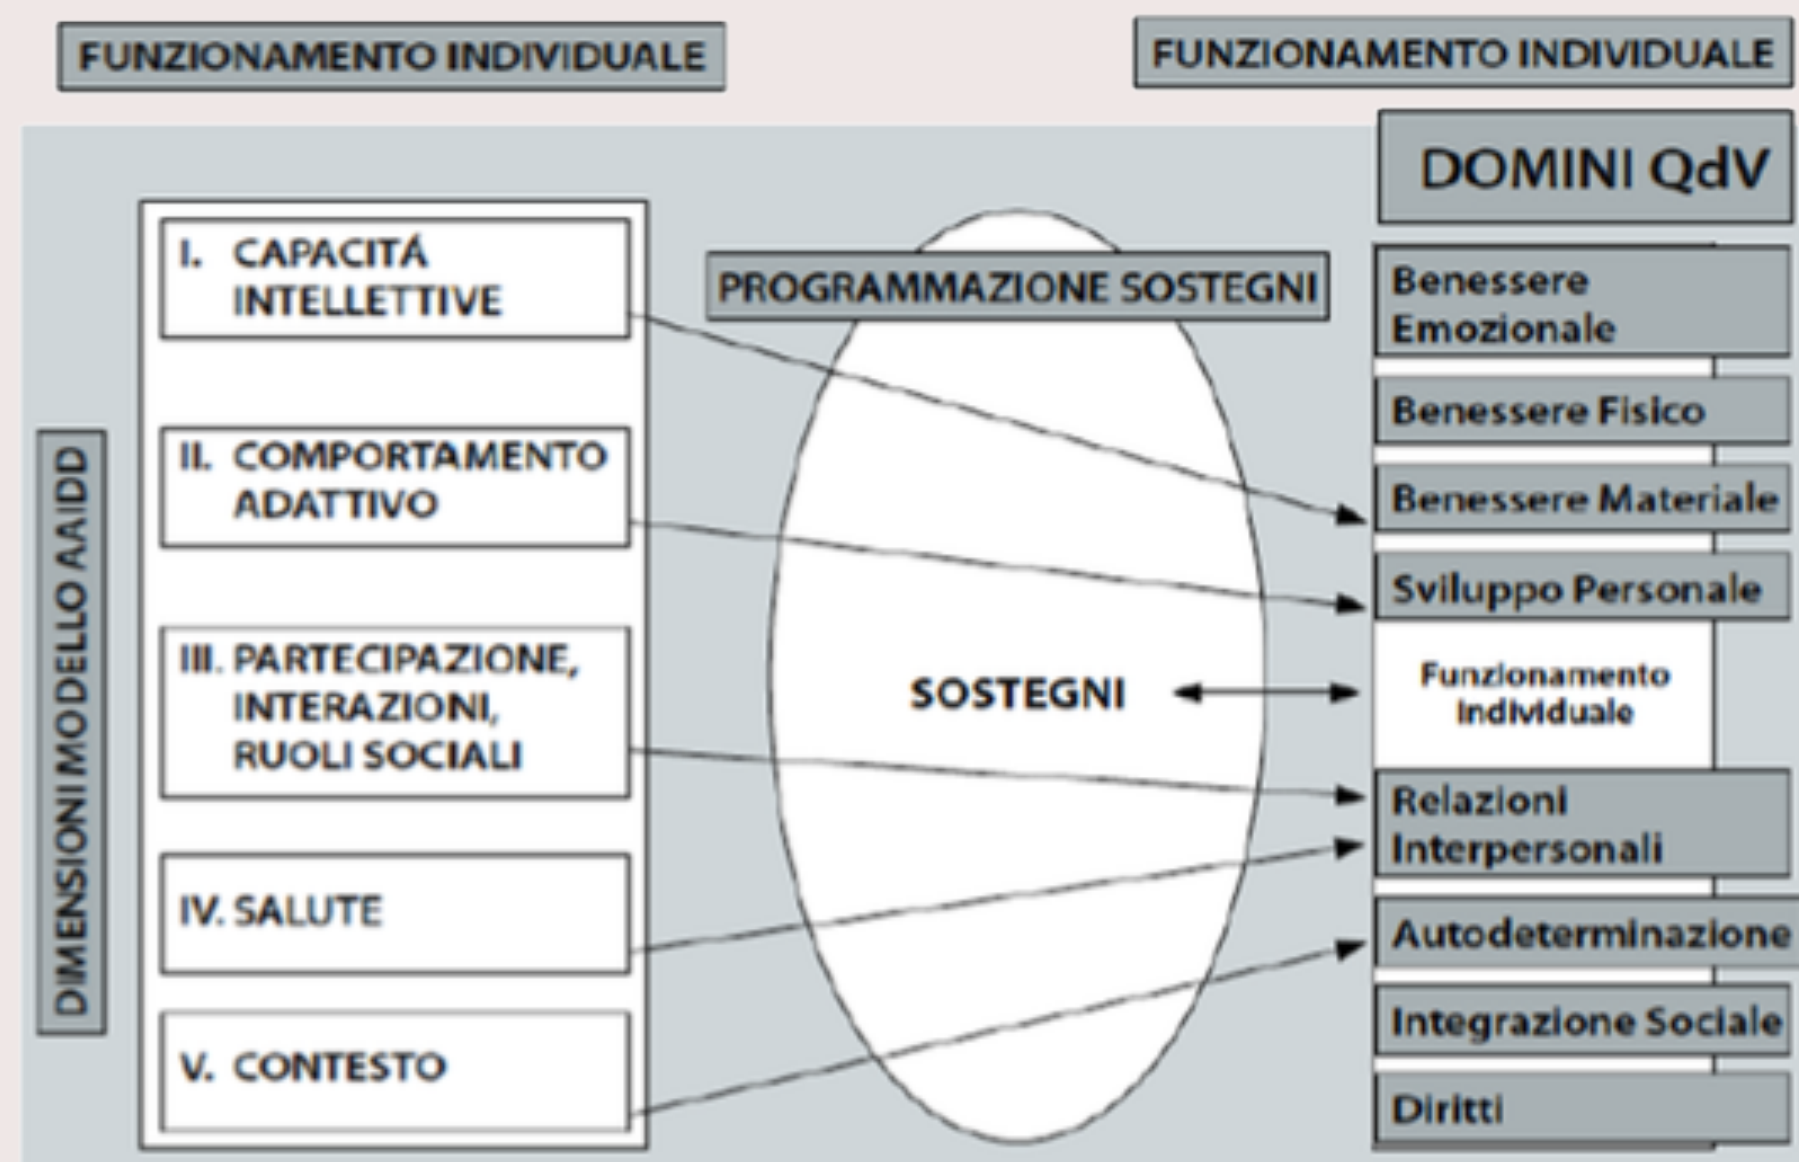 FUNZIONAMENTO INDIVIDUALE
FUNZIONAMENTO INDIVIDUALE
DOMINI QdV
DIMENSIONI MODELLO AAIDD
I. CAPACITÁ
INTELLETTIVE
II. COMPORTAMENTO
ADATTIVO
III. PARTECIPAZIONE,
INTERAZIONI,
RUOLI SOCIALI
IV. SALUTE
V. CONTESTO
PROGRAMMAZIONE SOSTEGNI
SOSTEGNI
Benessere
Emozionale
Benessere Fisico
Benessere Materiale
Sviluppo Personale
Funzionamento
Individuale
Relazioni
Interpersonali
Autodeterminazione
Integrazione Sociale
Diritti